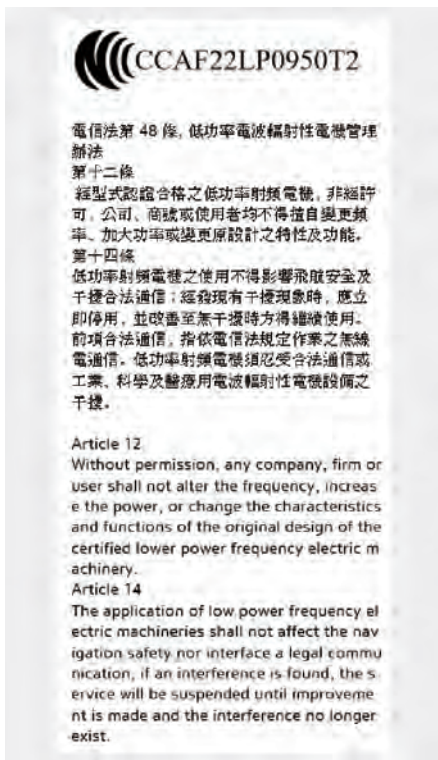 CCAF22LP0950T2
電信法第 48 條, 低功率電波輻射性電機管理
辦法
第十二條
經型式認證合格之低功率射頻電機, 非經許
可, 公司、商號或使用者均不得擅自變更頻
率、加大功率或變更原設計之特性及功能。
第十四條
低功率射頻電機之使用不得影響飛航安全及
干擾合法通信；經發現有干擾現象時, 應立
即停用, 並改善至無干擾時方得繼續使用。
前項合法通信, 指依電信法規定作業之無線
電通信。低功率射頻電機須忍受合法通信或
工業、科學及醫療用電波輻射性電機設備之
干擾。
Article 12
Without permission, any company, firm or
user shall not alter the frequency, increas
e the power, or change the characteristics
and functions of the original design of the
certified lower power frequency electric m
achinery.
Article 14
The application of low power frequency el
ectric machineries shall not affect the nav
igation safety nor interface a legal commu
nication, if an interference is found, the s
ervice will be suspended until improveme
nt is made and the interference no longer
exist.